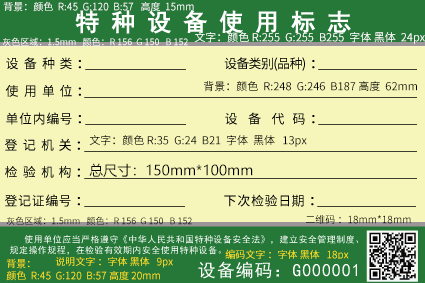 背景：颜色 R:45 G:120 B:57 高度 15mm
特种设备使用标志
灰色区域：1.5mm 颜色：R 156 G 150 B 152
文字：颜色 R:255 G:255 B255 字体 黑体 24px
设备种类：
设备类别(品种)：
背景：颜色 R:248 G:246 B187 高度 62mm
使用单位：
单位内编号：
设备代码：
文字：颜色 R:35 G:24 B21 字体 黑体 13px
登记机关：
检验机构：
总尺寸：150mm*100mm
登记证编号：
下次检验日期：
灰色区域：1.5mm 颜色：R 156 G 150 B 152
二维码：18mm*18mm
使用单位应当严格遵守《中华人民共和国特种设备安全法》，建立安全管理制度、
规定操作规程，在检验有效期内安全使用特种设备。
编码文字：字体 黑体 18px
背景：
说明文字：字体 黑体 9px
颜色 R:45 G:120 B:57 高度 20mm
设备编码：G000001